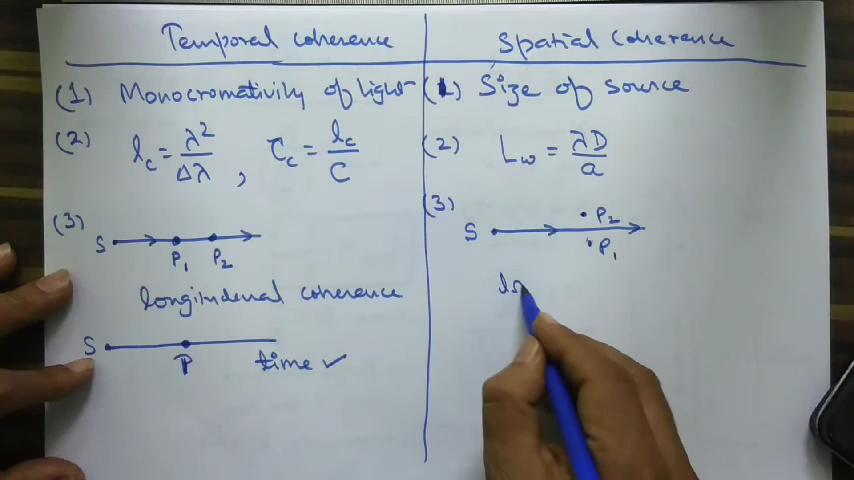 Temporal coherence
(1) Monocromativity of light
(2) lc = λ²/Δλ , τc = lc/C
(3) S P₁ P₂
longitudenal coherence
S P time ✓
Spatial Coherence
(1) Size of source
(2) Lw = λD/a
(3) S • P₂ • P₁